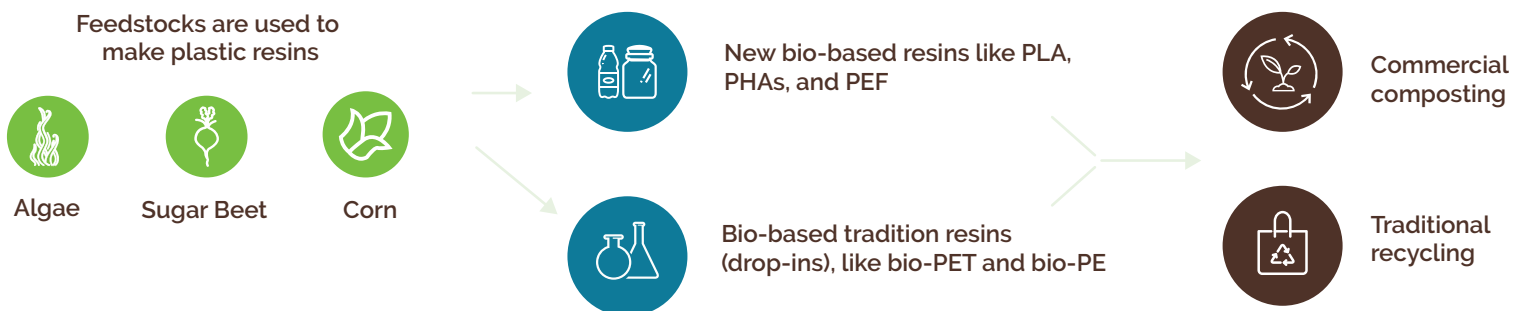 Feedstocks are used to
make plastic resins
Algae
Sugar Beet
Corn
New bio-based resins like PLA,
PHAs, and PEF
Bio-based tradition resins
(drop-ins), like bio-PET and bio-PE
Commercial
composting
Traditional
recycling